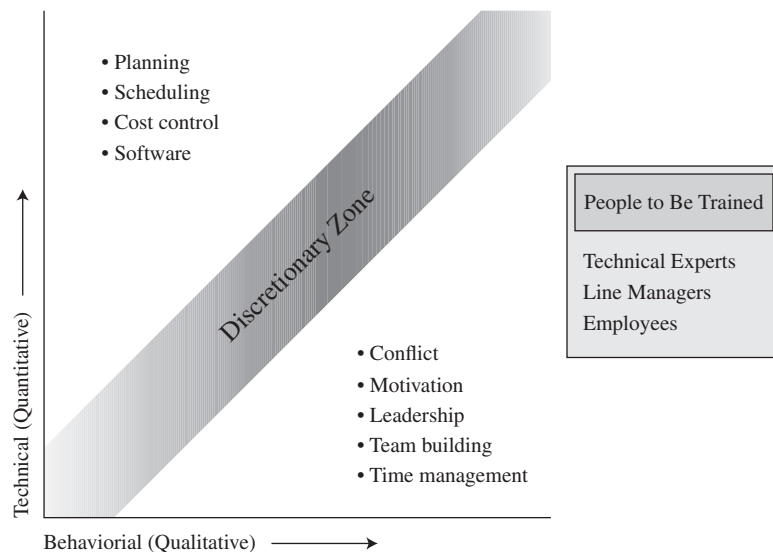 • Planning
• Scheduling
• Cost control
• Software
Discretionary Zone
• Conflict
• Motivation
• Leadership
• Team building
• Time management
Technical (Quantitative)
Behaviorial (Qualitative)
People to Be Trained
Technical Experts
Line Managers
Employees